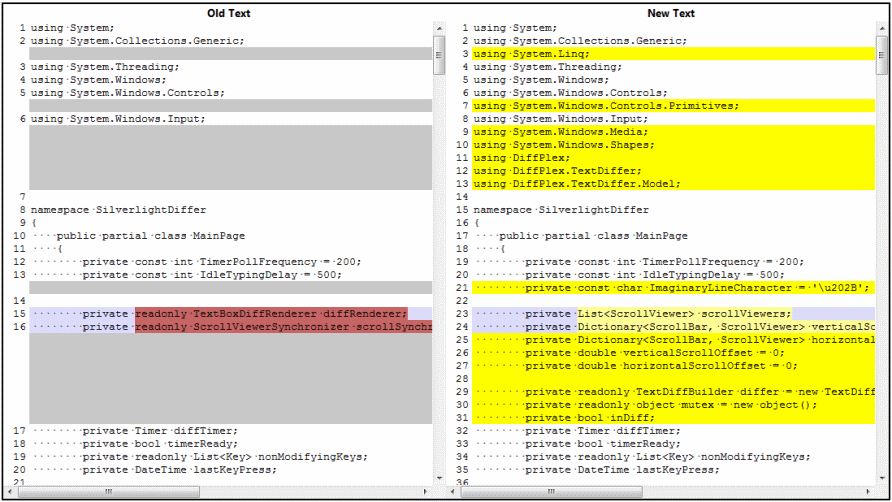 Old Text
1 using·System;
2 using·System.Collections.Generic;
3 using·System.Threading;
4 using·System.Windows;
5 using·System.Windows.Controls;
6 using·System.Windows.Input;
7
8 namespace·SilverlightDiffer
9 {
10 ····public·partial·class·MainPage
11 ····{
12 ········private·const·int·TimerPollFrequency·=·200;
13 ········private·const·int·IdleTypingDelay·=·500;
14
15 ········private·readonly·TextBoxDiffRenderer·diffRenderer;
16 ········private·readonly·ScrollViewerSynchronizer·scrollSynchr
17 ········private·Timer·diffTimer;
18 ········private·bool·timerReady;
19 ········private·readonly·List<Key>·nonModifyingKeys;
20 ········private·DateTime·lastKeyPress;
21
New Text
1 using·System;
2 using·System.Collections.Generic;
3 using·System.Linq;
4 using·System.Threading;
5 using·System.Windows;
6 using·System.Windows.Controls;
7 using·System.Windows.Controls.Primitives;
8 using·System.Windows.Input;
9 using·System.Windows.Media;
10 using·System.Windows.Shapes;
11 using·DiffPlex;
12 using·DiffPlex.TextDiffer;
13 using·DiffPlex.TextDiffer.Model;
14
15 namespace·SilverlightDiffer
16 {
17 ····public·partial·class·MainPage
18 ····{
19 ········private·const·int·TimerPollFrequency·=·200;
20 ········private·const·int·IdleTypingDelay·=·500;
21 ········private·const·char·ImaginaryLineCharacter·=·'\u202B';
22
23 ········private·List<ScrollViewer>·scrollViewers;
24 ········private·Dictionary<ScrollBar,·ScrollViewer>·verticalSc
25 ········private·Dictionary<ScrollBar,·ScrollViewer>·horizontal
26 ········private·double·verticalScrollOffset·=·0;
27 ········private·double·horizontalScrollOffset·=·0;
28
29 ········private·readonly·TextDiffBuilder·differ·=·new·TextDiff
30 ········private·readonly·object·mutex·=·new·object();
31 ········private·bool·inDiff;
32 ········private·Timer·diffTimer;
33 ········private·bool·timerReady;
34 ········private·readonly·List<Key>·nonModifyingKeys;
35 ········private·DateTime·lastKeyPress;
36